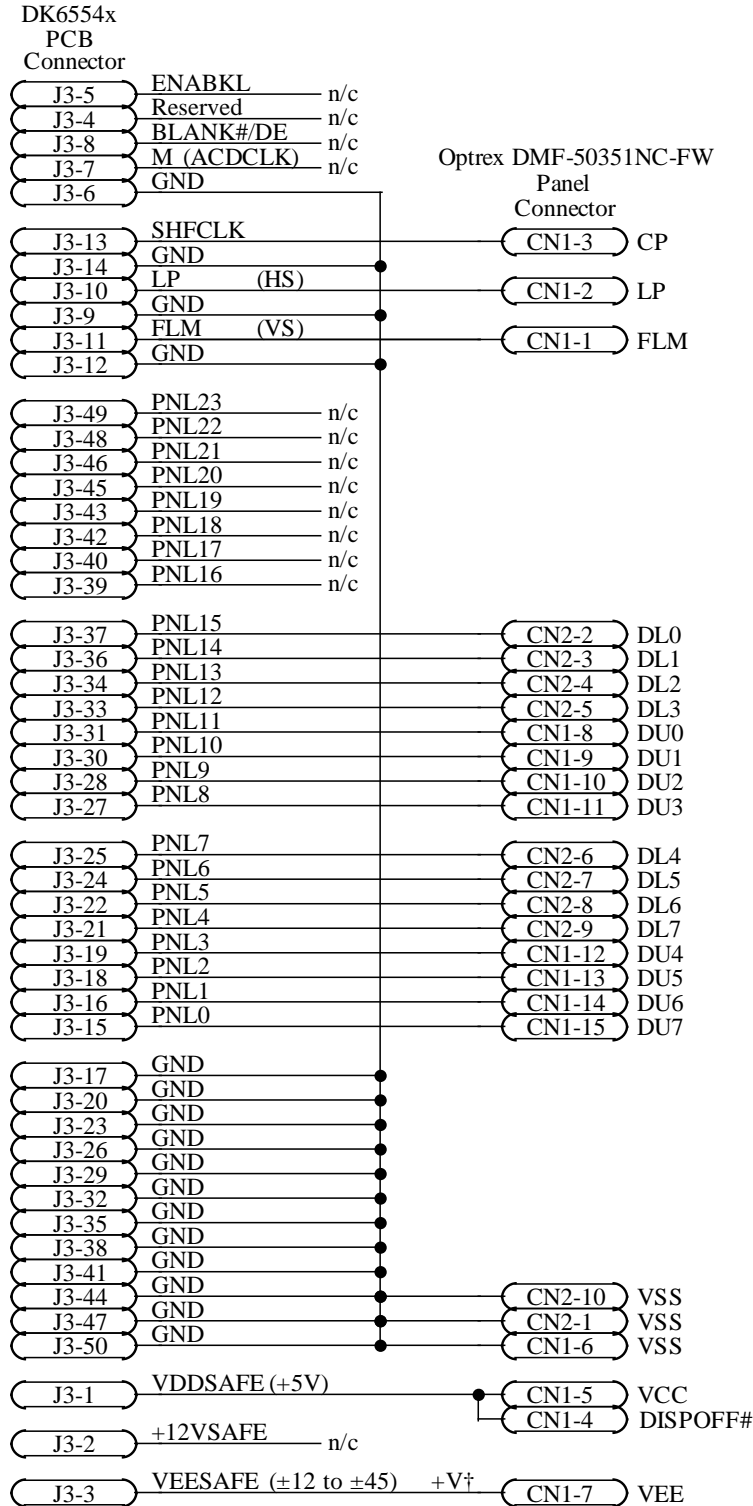 DK6554x
PCB
Connector
Optrex DMF-50351NC-FW
Panel
Connector
J3-5 ENABKL n/c
J3-4 Reserved n/c
J3-8 BLANK#/DE n/c
J3-7 M (ACDCLK) n/c
J3-6 GND
J3-13 SHFCLK CN1-3 CP
J3-14 GND
J3-10 LP (HS) CN1-2 LP
J3-9 GND
J3-11 FLM (VS) CN1-1 FLM
J3-12 GND
J3-49 PNL23 n/c
J3-48 PNL22 n/c
J3-46 PNL21 n/c
J3-45 PNL20 n/c
J3-43 PNL19 n/c
J3-42 PNL18 n/c
J3-40 PNL17 n/c
J3-39 PNL16 n/c
J3-37 PNL15 CN2-2 DL0
J3-36 PNL14 CN2-3 DL1
J3-34 PNL13 CN2-4 DL2
J3-33 PNL12 CN2-5 DL3
J3-31 PNL11 CN1-8 DU0
J3-30 PNL10 CN1-9 DU1
J3-28 PNL9 CN1-10 DU2
J3-27 PNL8 CN1-11 DU3
J3-25 PNL7 CN2-6 DL4
J3-24 PNL6 CN2-7 DL5
J3-22 PNL5 CN2-8 DL6
J3-21 PNL4 CN2-9 DL7
J3-19 PNL3 CN1-12 DU4
J3-18 PNL2 CN1-13 DU5
J3-16 PNL1 CN1-14 DU6
J3-15 PNL0 CN1-15 DU7
J3-17 GND
J3-20 GND
J3-23 GND
J3-26 GND
J3-29 GND
J3-32 GND
J3-35 GND
J3-38 GND
J3-41 GND
J3-44 GND CN2-10 VSS
J3-47 GND CN2-1 VSS
J3-50 GND CN1-6 VSS
J3-1 VDDSAFE (+5V) CN1-5 VCC
CN1-4 DISPOFF#
J3-2 +12VSAFE n/c
J3-3 VEESAFE (±12 to ±45) +V† CN1-7 VEE